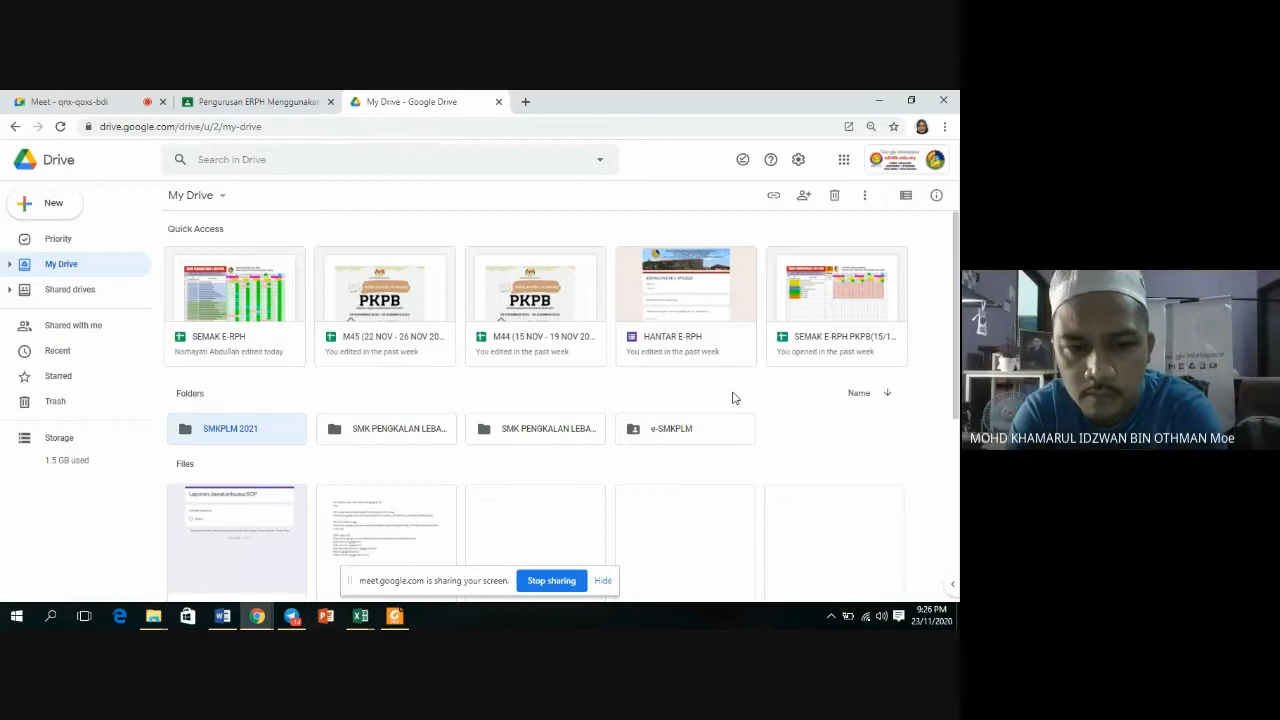 Meet - qnx-qoxs-bdi
Pengurusan ERPH Menggunakan
My Drive - Google Drive
drive.google.com/drive/u/2/my-drive
Drive
Search in Drive
Google Workspace
New
My Drive
Priority
My Drive
Shared drives
Shared with me
Recent
Starred
Trash
Storage
1.5 GB used
Quick Access
PKPB
PKPB
SEMAK E-RPH
Norhayati Abdullah edited today
M45 (22 NOV - 26 NOV 20...
You edited in the past week
M44 (15 NOV - 19 NOV 20...
You edited in the past week
HANTAR E-RPH
You edited in the past week
SEMAK E-RPH PKPB(15/1...
You opened in the past week
Folders
Name
SMKPLM 2021
SMK PENGKALAN LEBA...
SMK PENGKALAN LEBA...
e-SMKPLM
Files
meet.google.com is sharing your screen.
Stop sharing
Hide
9:26 PM
23/11/2020
Google Workspace
MOHD KHAMARUL IDZWAN BIN OTHMAN Moe